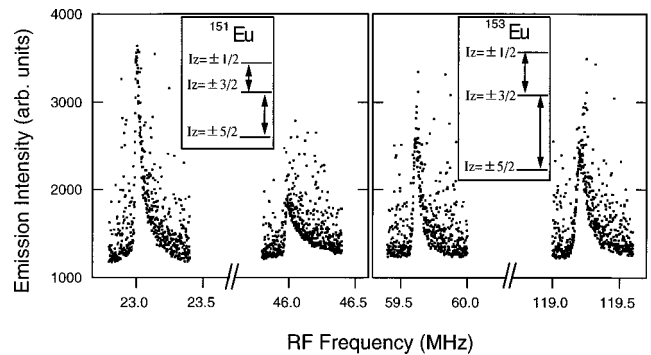 4000
3000
2000
1000
Emission Intensity (arb. units)
151Eu
Iz=±1/2
Iz=±3/2
Iz=±5/2
153Eu
Iz=±1/2
Iz=±3/2
Iz=±5/2
23.0 23.5 46.0 46.5 59.5 60.0 119.0 119.5
RF Frequency (MHz)